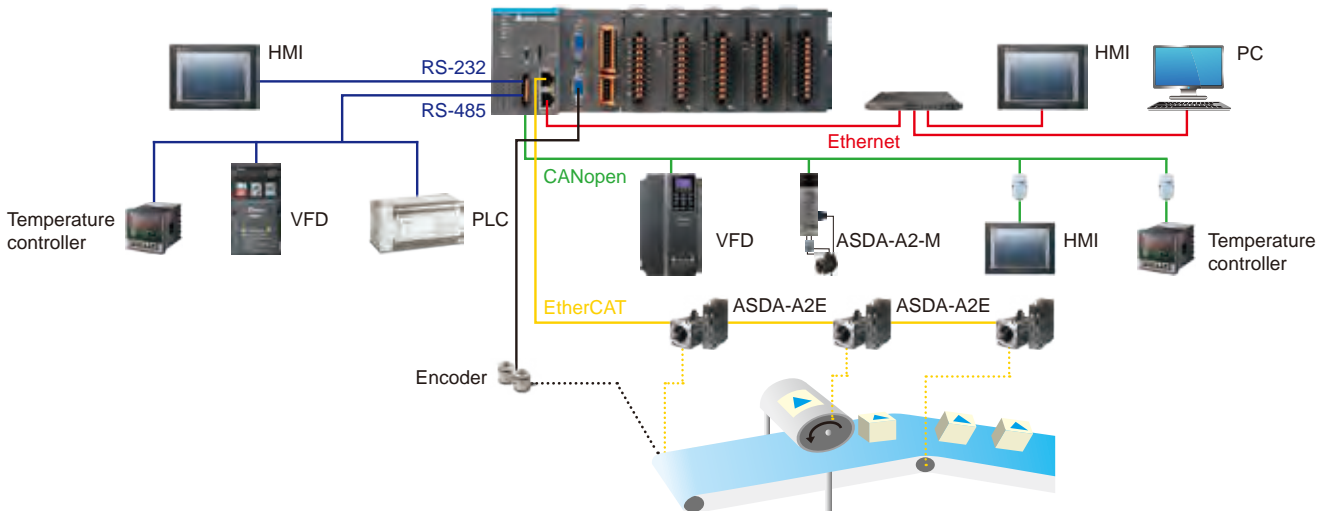 HMI
RS-232
RS-485
HMI
PC
Ethernet
CANopen
Temperature
controller
VFD
PLC
VFD
ASDA-A2-M
HMI
Temperature
controller
EtherCAT
ASDA-A2E
ASDA-A2E
Encoder